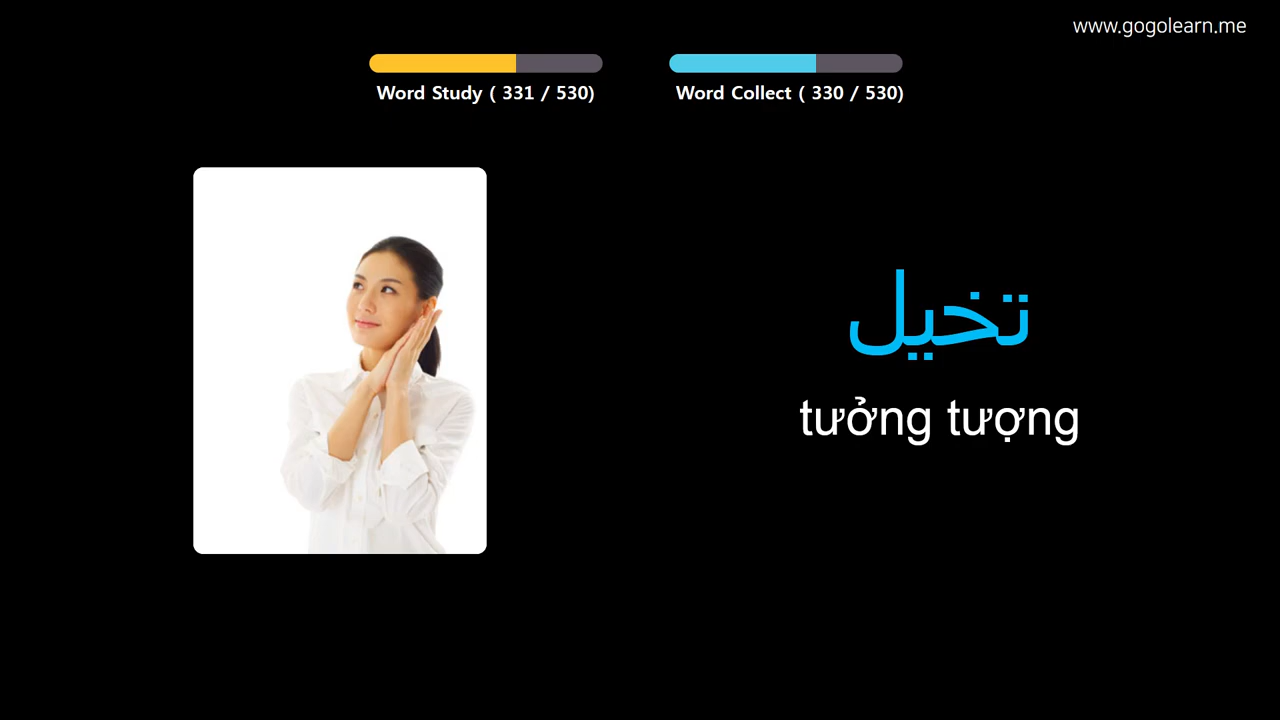 www.gogolearn.me
Word Study ( 331 / 530)
Word Collect ( 330 / 530)
تخيل
tưởng tượng